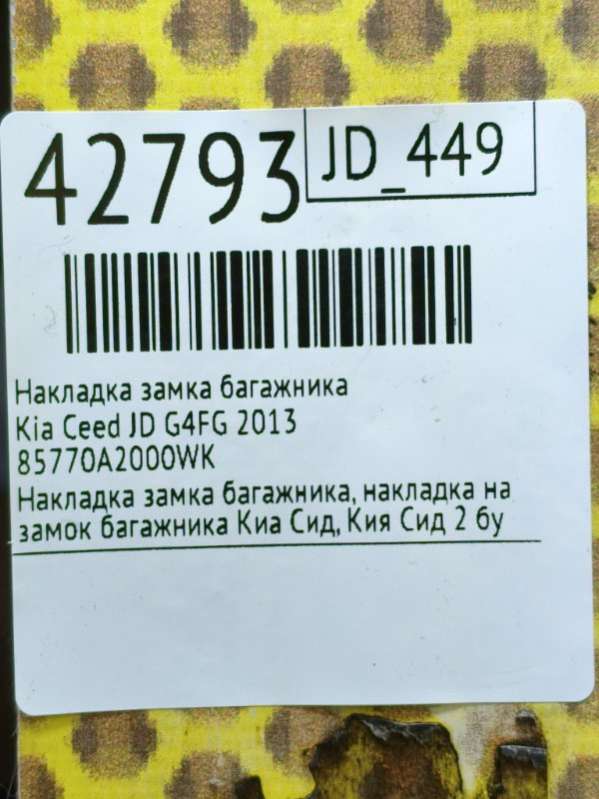 42793
JD_449
Накладка замка багажника
Kia Ceed JD G4FG 2013
85770A2000WK
Накладка замка багажника, накладка на
замок багажника Киа Сид, Кия Сид 2 бу